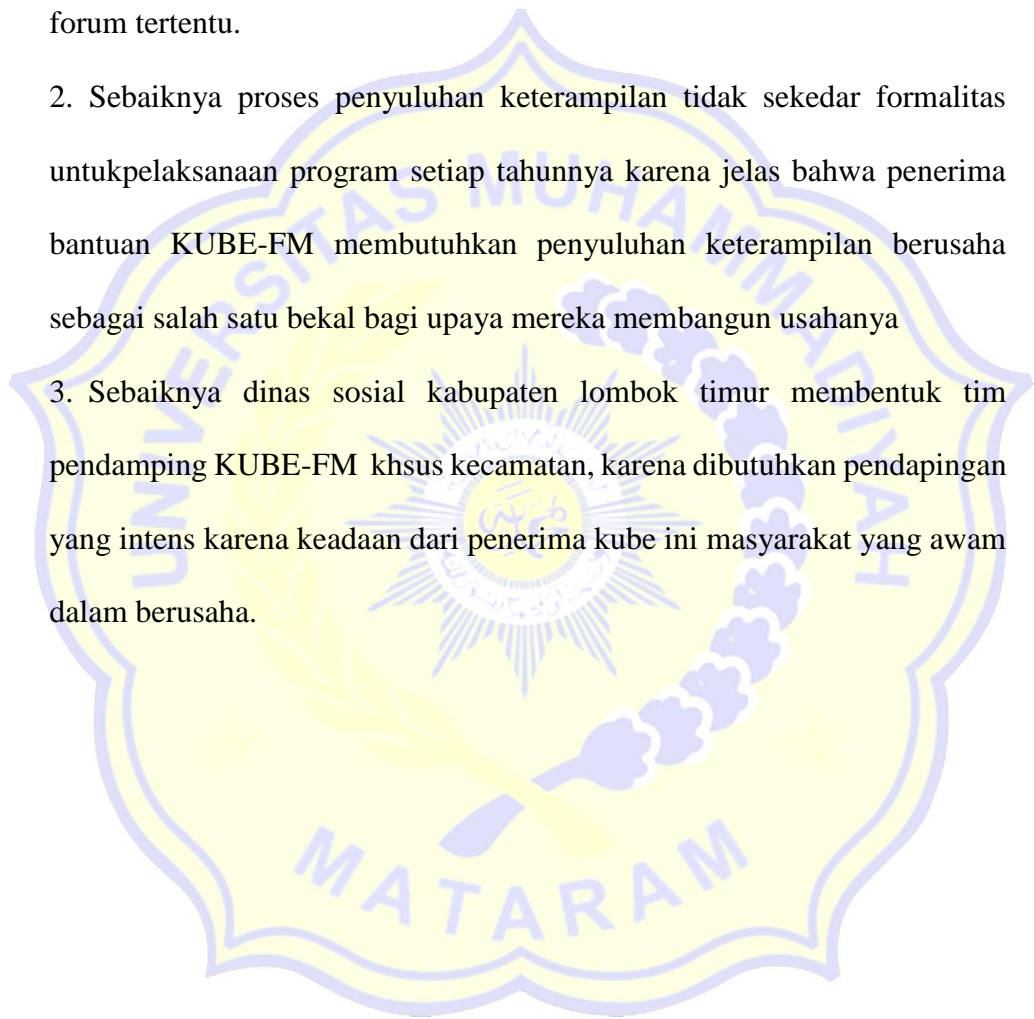 forum tertentu.
2. Sebaiknya proses penyuluhan keterampilan tidak sekedar formalitas
untukpelaksanaan program setiap tahunnya karena jelas bahwa penerima
bantuan KUBE-FM membutuhkan penyuluhan keterampilan berusaha
sebagai salah satu bekal bagi upaya mereka membangun usahanya
3. Sebaiknya dinas sosial kabupaten lombok timur membentuk tim
pendamping KUBE-FM khsus kecamatan, karena dibutuhkan pendapingan
yang intens karena keadaan dari penerima kube ini masyarakat yang awam
dalam berusaha.
UNIVERSITAS MUHAMMADIYAH
MATARAM